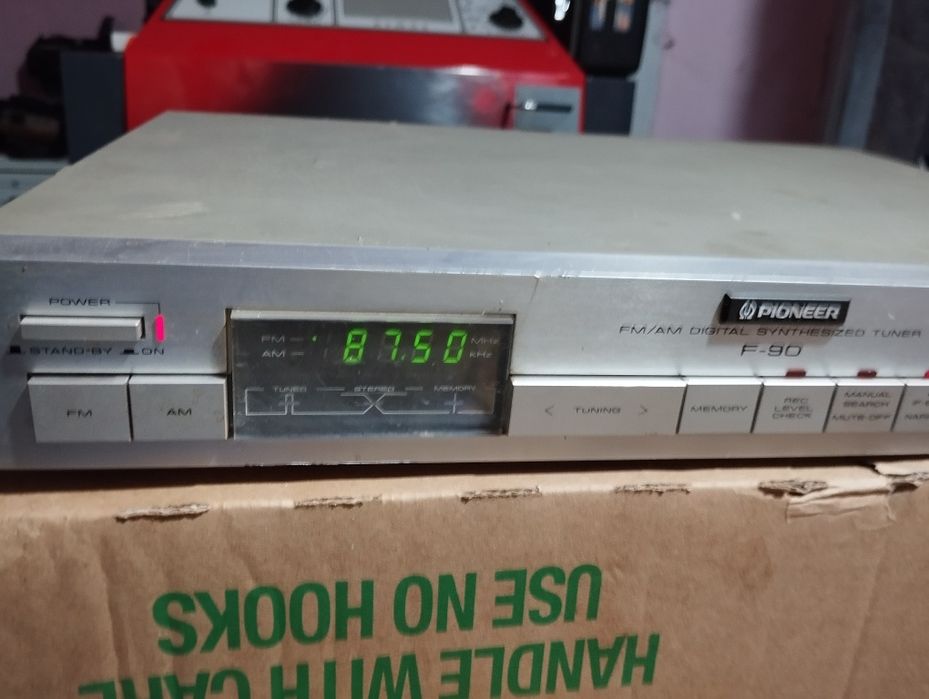 POWER
STAND-BY ON
FM
AM
FM
AM
87.50
MHz
kHz
TUNED
STEREO
MEMORY
< TUNING >
MEMORY
REC
LEVEL
CHECK
MANUAL
SEARCH
MUTE-OFF
PIONEER
FM/AM DIGITAL SYNTHESIZED TUNER
F-90
HANDLE WITH CARE
USE NO HOOKS